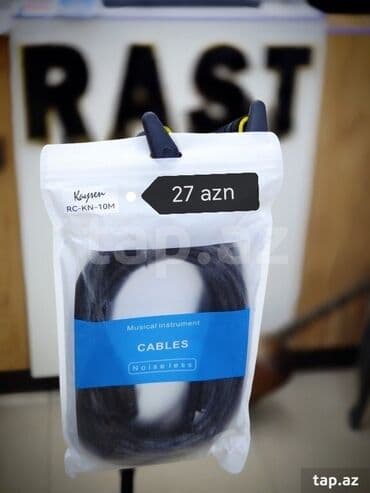 RAST
Kaysen
RC-KN-10M
27 azn
tap.az
Musical instrument
CABLES
Noiseless
tap.az